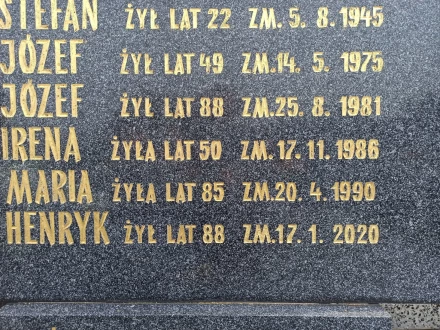 STEFAN ŻYŁ LAT 22 ZM. 5. 8. 1945
JÓZEF ŻYŁ LAT 49 ZM. 14. 5. 1975
JÓZEF ŻYŁ LAT 88 ZM. 25. 8. 1981
IRENA ŻYŁA LAT 50 ZM. 17. 11. 1986
MARIA ŻYŁA LAT 85 ZM. 20. 4. 1990
HENRYK ŻYŁ LAT 88 ZM. 17. 1. 2020